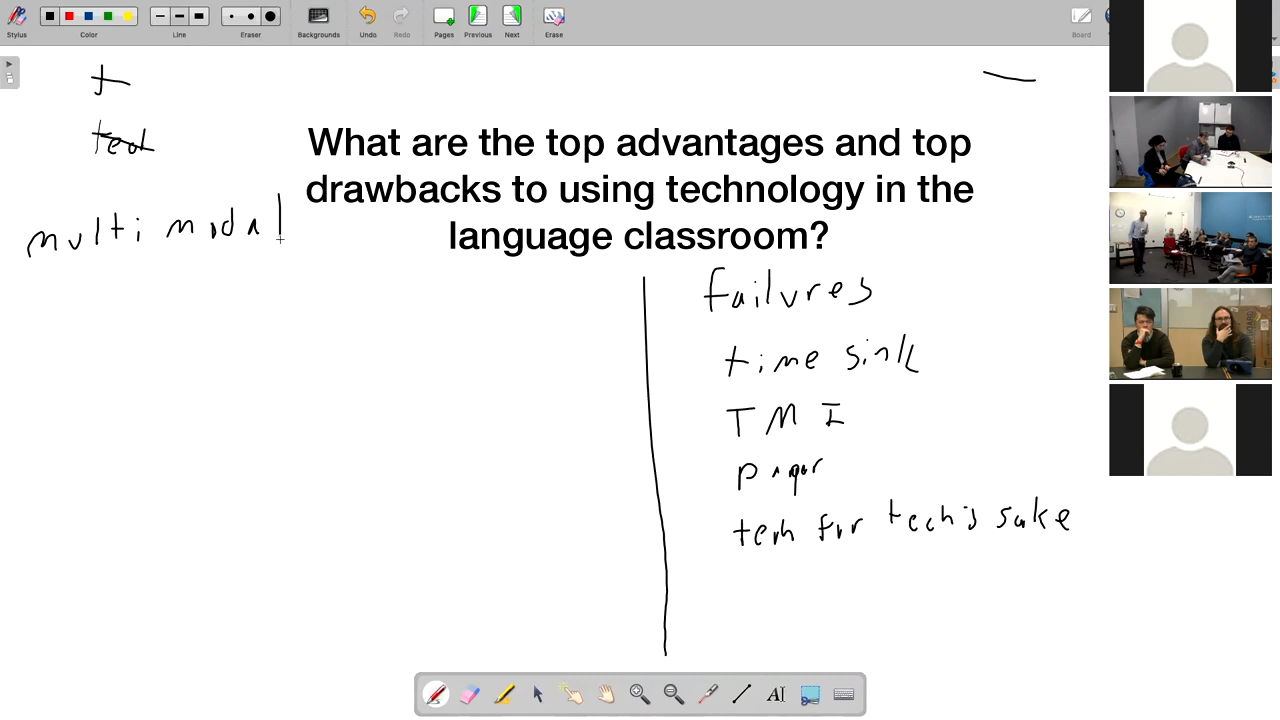 Stylus Color Line Eraser Backgrounds Undo Redo Pages Previous Next Erase Board
+
—
What are the top advantages and top
drawbacks to using technology in the
language classroom?
multimodal
failures
time sink
TMI
paper
tech for tech's sake
AI